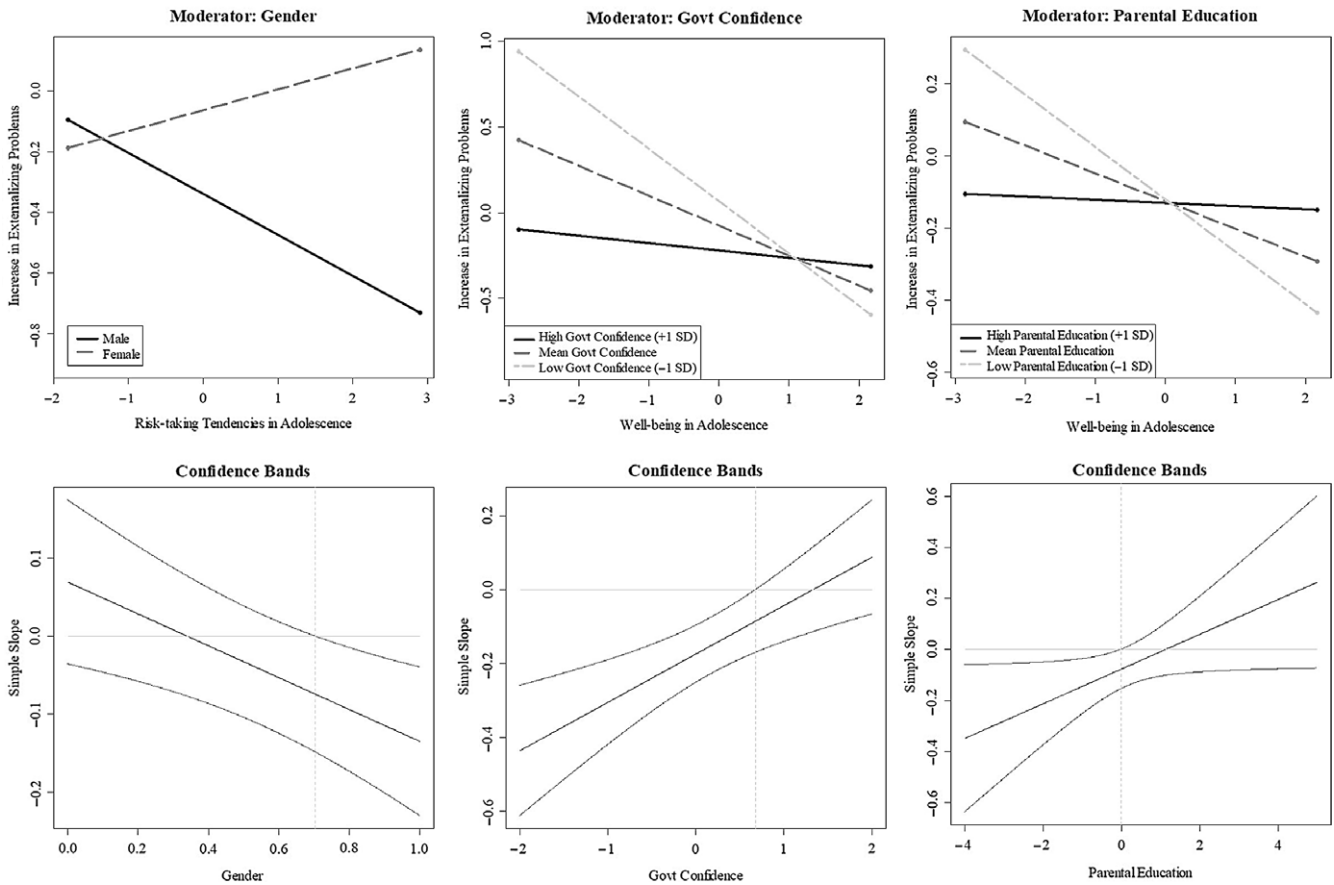 Moderator: Gender
Increase in Externalizing Problems
0.0
−0.2
−0.4
−0.6
−0.8
Male
Female
−2
−1
0
1
2
3
Risk-taking Tendencies in Adolescence
Moderator: Govt Confidence
Increase in Externalizing Problems
1.0
0.5
0.0
−0.5
High Govt Confidence (+1 SD)
Mean Govt Confidence
Low Govt Confidence (−1 SD)
−3
−2
−1
0
1
2
Well-being in Adolescence
Moderator: Parental Education
Increase in Externalizing Problems
0.2
0.0
−0.2
−0.4
−0.6
High Parental Education (+1 SD)
Mean Parental Education
Low Parental Education (−1 SD)
−3
−2
−1
0
1
2
Well-being in Adolescence
Confidence Bands
Simple Slope
0.1
0.0
−0.1
−0.2
0.0
0.2
0.4
0.6
0.8
1.0
Gender
Confidence Bands
Simple Slope
0.2
0.0
−0.2
−0.4
−0.6
−2
−1
0
1
2
Govt Confidence
Confidence Bands
Simple Slope
0.6
0.4
0.2
0.0
−0.2
−0.4
−0.6
−4
−2
0
2
4
Parental Education